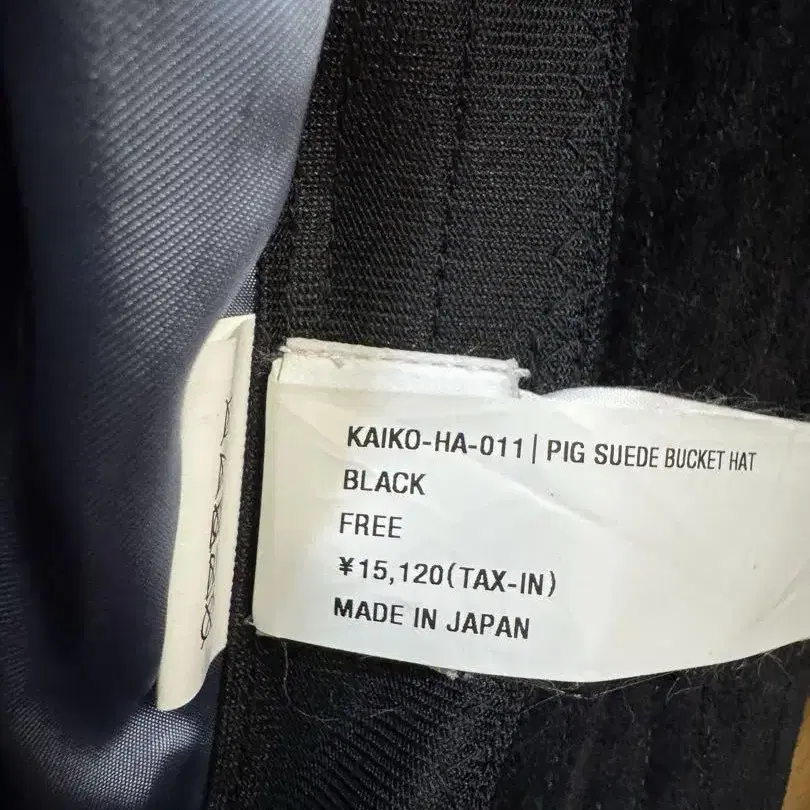 KAIKO-HA-011 | PIG SUEDE BUCKET HAT
BLACK
FREE
¥15,120(TAX-IN)
MADE IN JAPAN